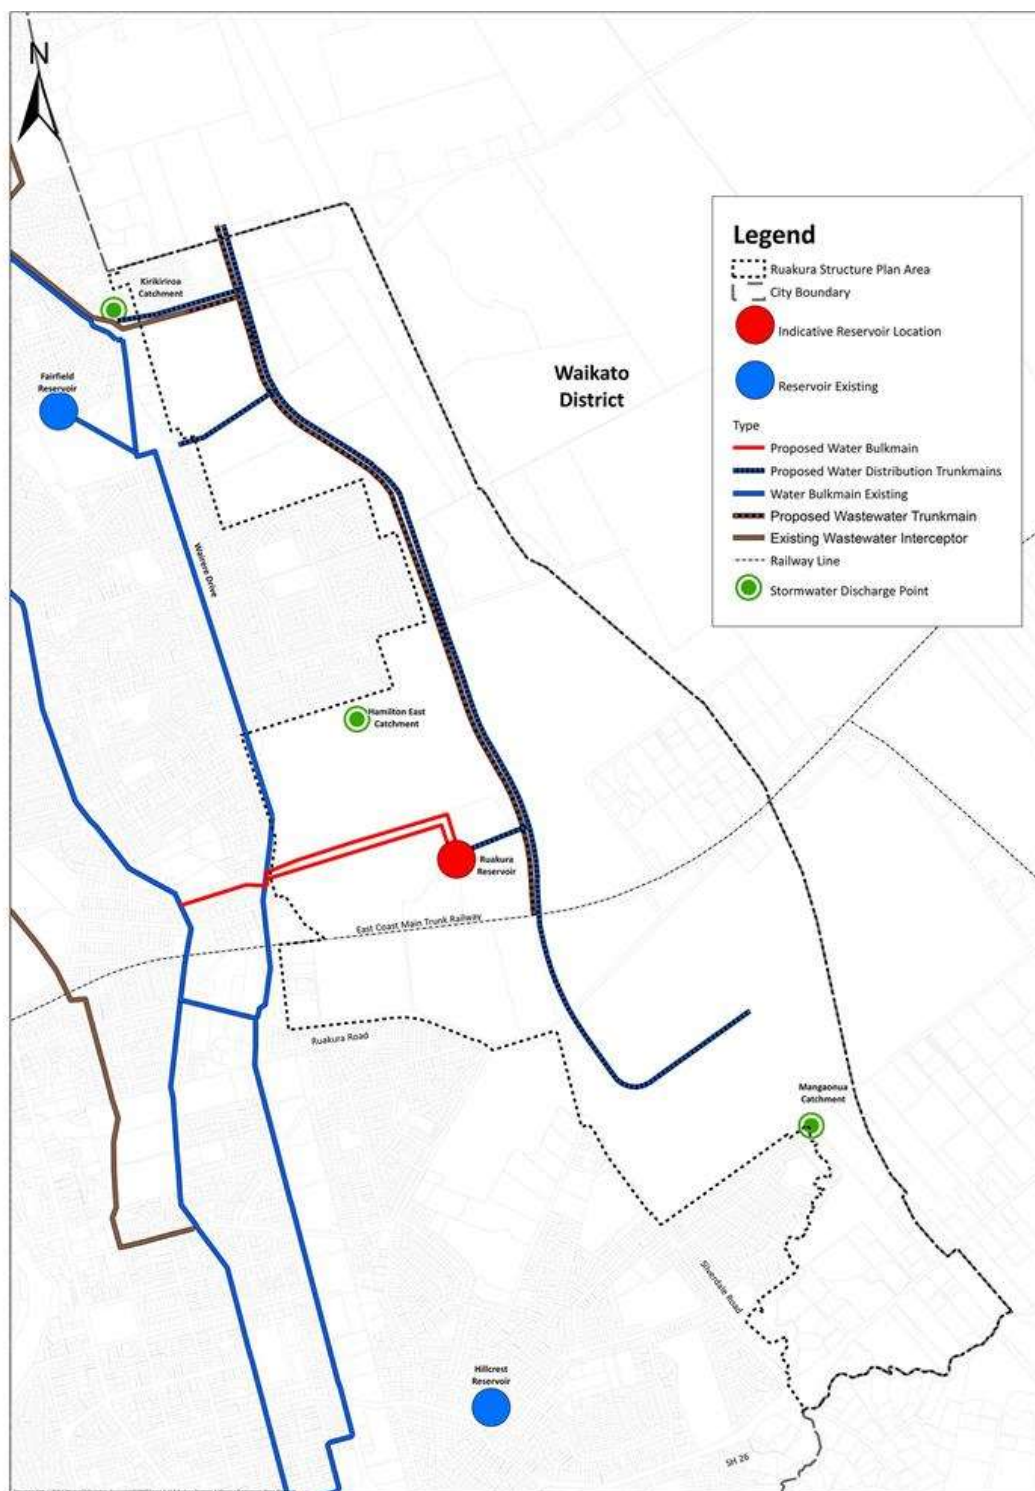 N
Kirikiriroa
Catchment
Fairfield
Reservoir
Wairere Drive
Waikato
District
Legend
Ruakura Structure Plan Area
City Boundary
Indicative Reservoir Location
Reservoir Existing
Type
Proposed Water Bulkmain
Proposed Water Distribution Trunkmains
Water Bulkmain Existing
Proposed Wastewater Trunkmain
Existing Wastewater Interceptor
Railway Line
Stormwater Discharge Point
Hamilton East
Catchment
Ruakura
Reservoir
East Coast Main Trunk Railway
Ruakura Road
Mangaonua
Catchment
Silverdale Road
Hillcrest
Reservoir
SH 26